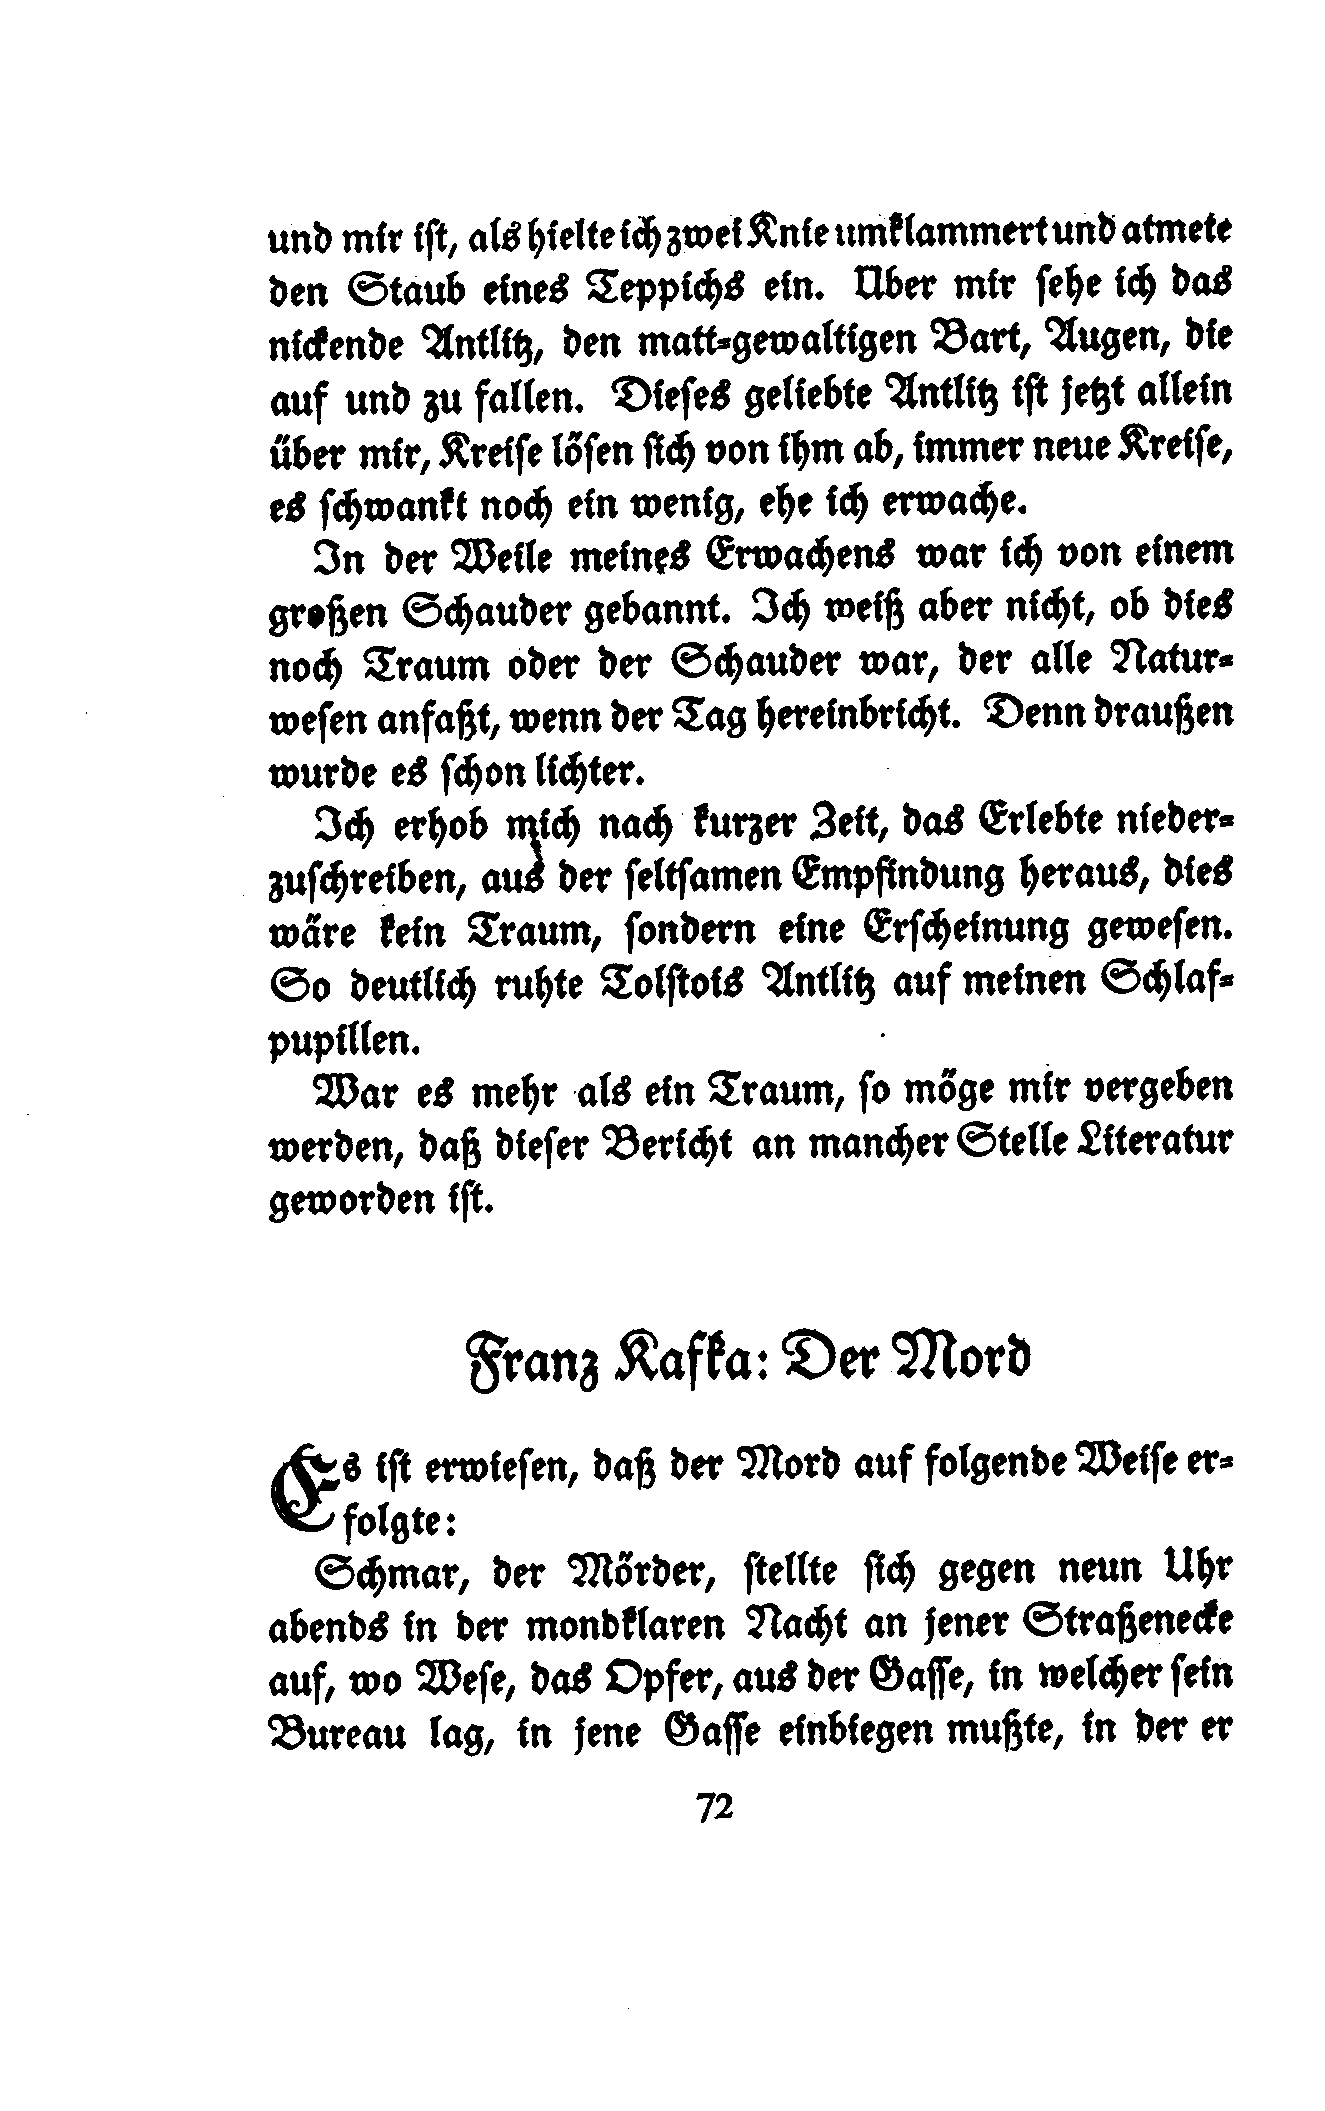 und mir ist, als hielte ich zwei Knie umklammert und atmete
den Staub eines Teppichs ein. Über mir sehe ich das
nickende Antlitz, den matt-gewaltigen Bart, Augen, die
auf und zu fallen. Dieses geliebte Antlitz ist jetzt allein
über mir, Kreise lösen sich von ihm ab, immer neue Kreise,
es schwankt noch ein wenig, ehe ich erwache.
In der Weile meines Erwachens war ich von einem
großen Schauder gebannt. Ich weiß aber nicht, ob dies
noch Traum oder der Schauder war, der alle Natur-
wesen anfaßt, wenn der Tag hereinbricht. Denn draußen
wurde es schon lichter.
Ich erhob mich nach kurzer Zeit, das Erlebte nieder-
zuschreiben, aus der seltsamen Empfindung heraus, dies
wäre kein Traum, sondern eine Erscheinung gewesen.
So deutlich ruhte Tolstois Antlitz auf meinen Schlaf-
pupillen.
War es mehr als ein Traum, so möge mir vergeben
werden, daß dieser Bericht an mancher Stelle Literatur
geworden ist.
Franz Kafka: Der Mord
Es ist erwiesen, daß der Mord auf folgende Weise er-
folgte:
Schmar, der Mörder, stellte sich gegen neun Uhr
abends in der mondklaren Nacht an jener Straßenecke
auf, wo Wese, das Opfer, aus der Gasse, in welcher sein
Bureau lag, in jene Gasse einbiegen mußte, in der er
72